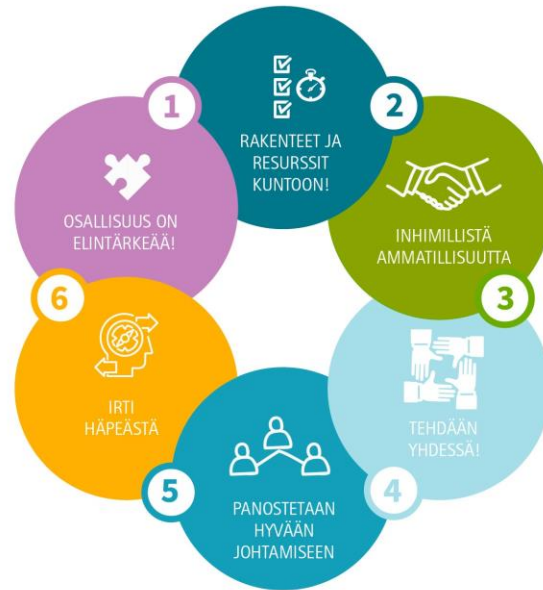 1
OSALLISUUS ON
ELINTÄRKEÄÄ!
2
RAKENTEET JA
RESURSSIT
KUNTOON!
3
INHIMILLISTÄ
AMMATILLISUUTTA
4
TEHDÄÄN
YHDESSÄ!
5
PANOSTETAAN
HYVÄÄN
JOHTAMISEEN
6
IRTI
HÄPEÄSTÄ